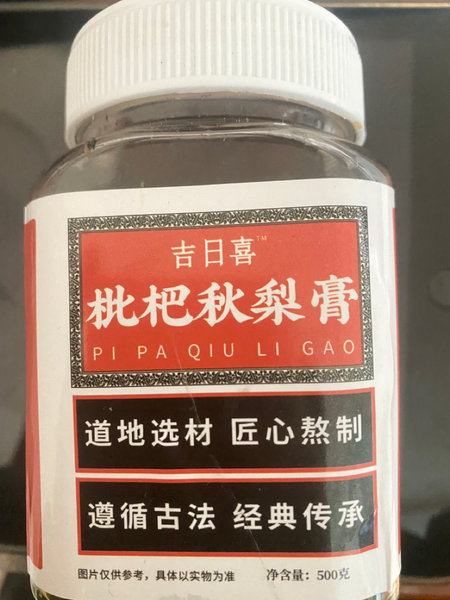 吉日喜™
枇杷秋梨膏
PI PA QIU LI GAO
道地选材 匠心熬制
遵循古法 经典传承
图片仅供参考，具体以实物为准 净含量：500克